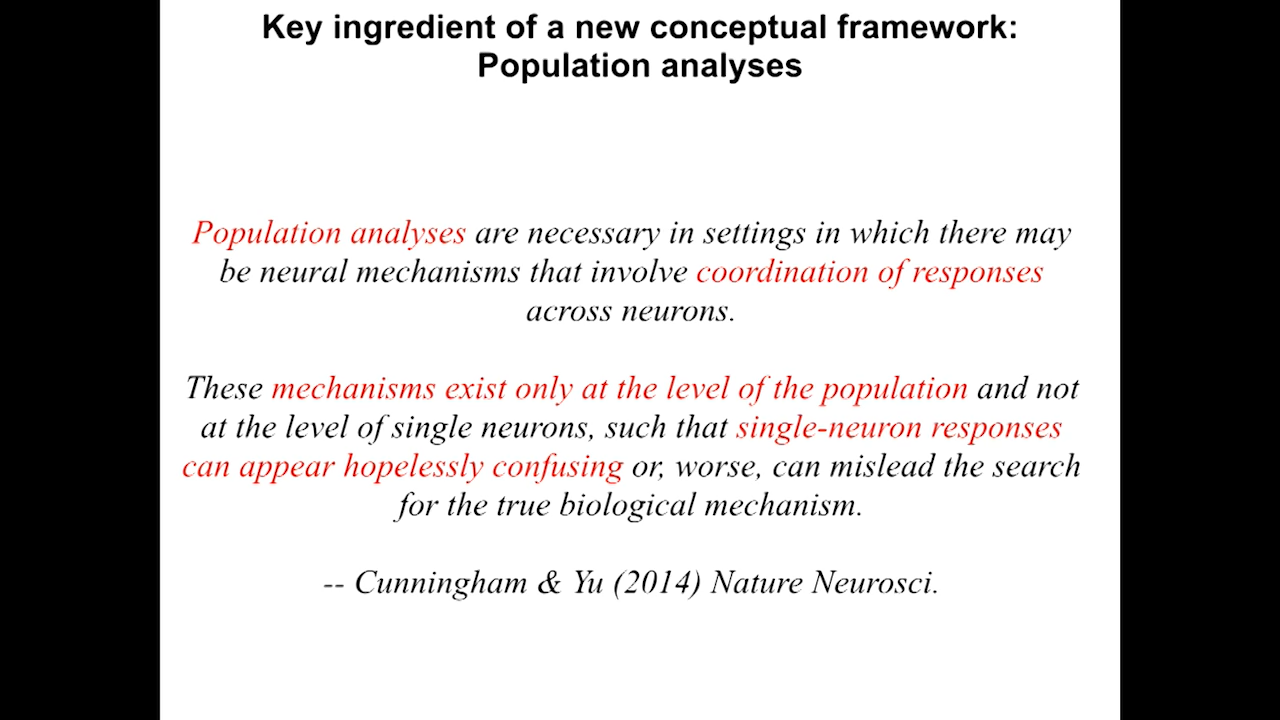 Key ingredient of a new conceptual framework:
Population analyses
Population analyses are necessary in settings in which there may
be neural mechanisms that involve coordination of responses
across neurons.
These mechanisms exist only at the level of the population and not
at the level of single neurons, such that single-neuron responses
can appear hopelessly confusing or, worse, can mislead the search
for the true biological mechanism.
-- Cunningham & Yu (2014) Nature Neurosci.